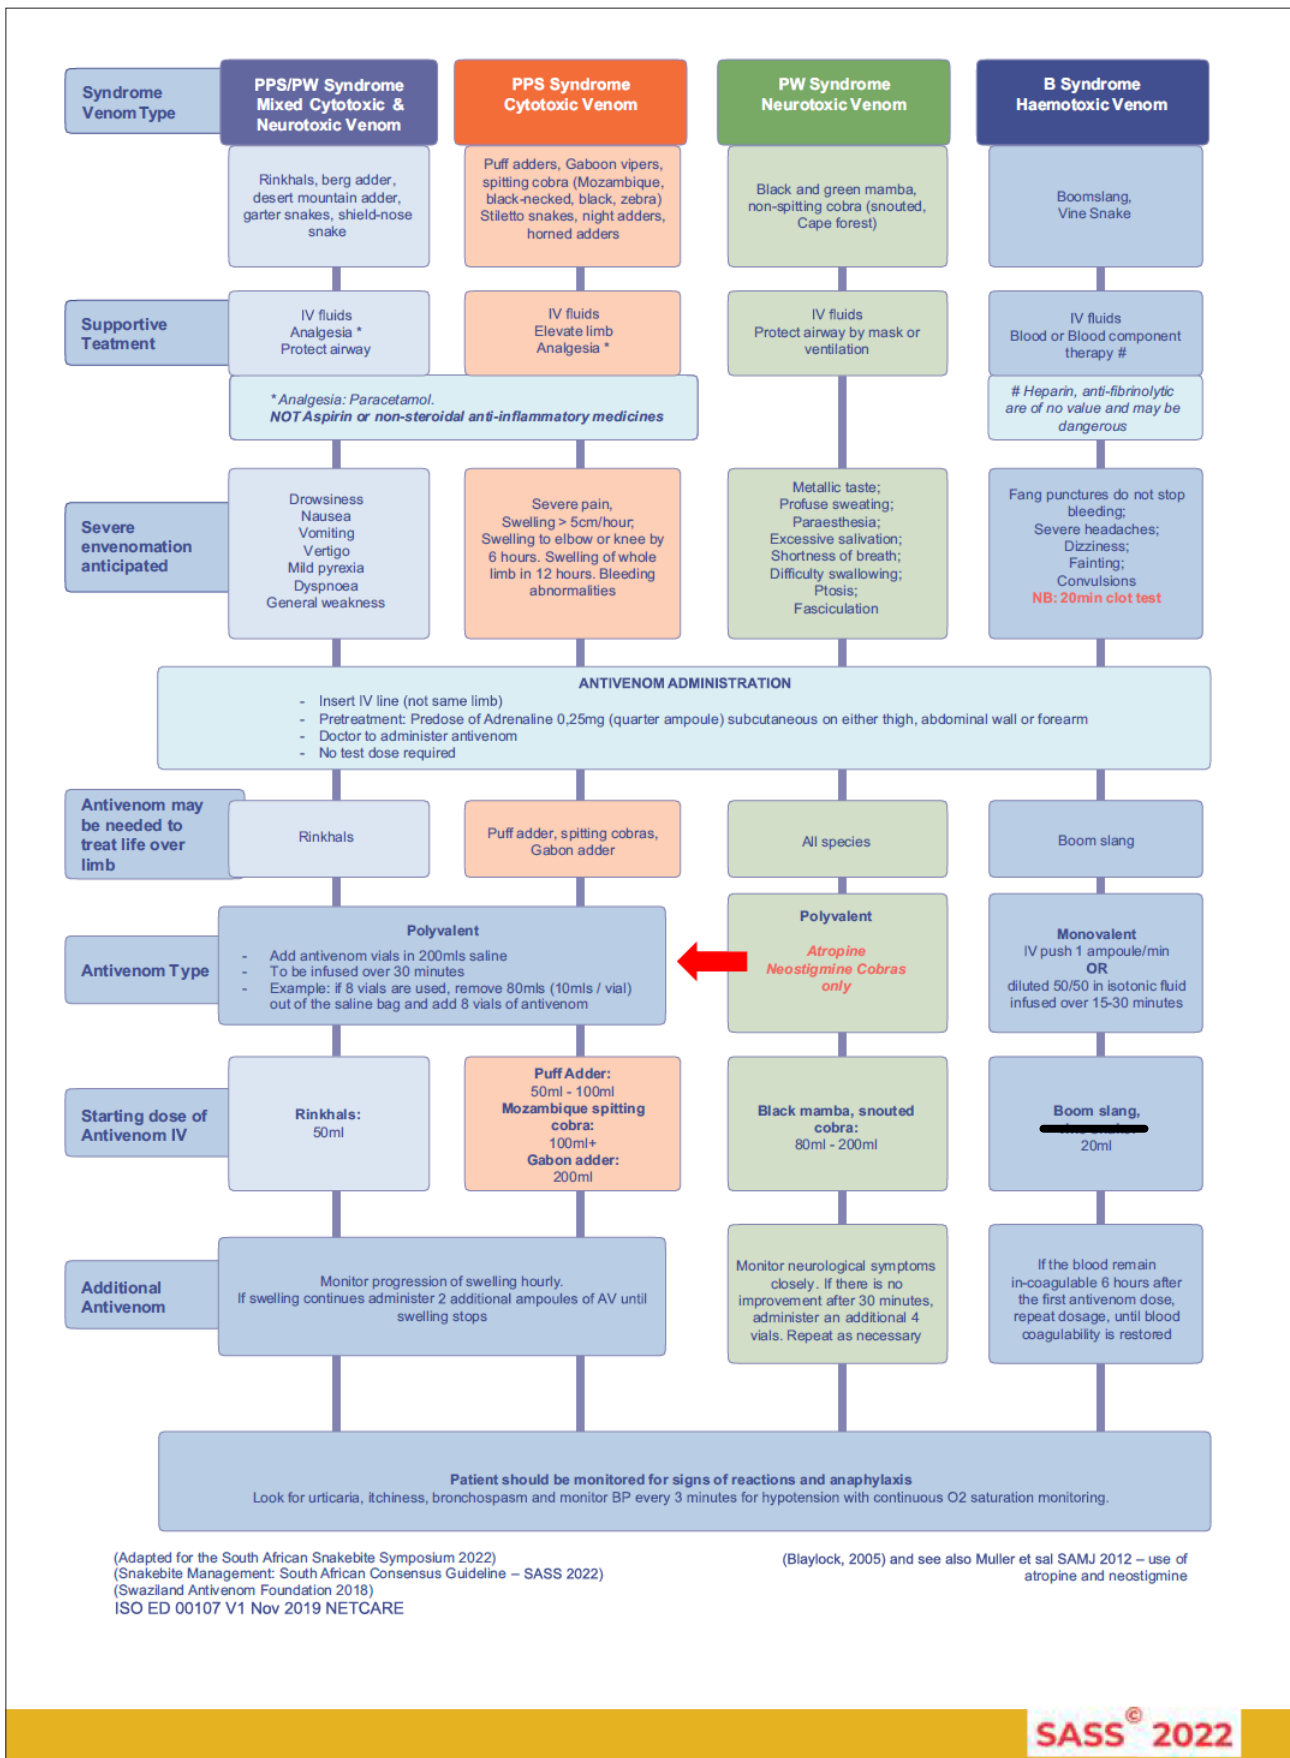 Syndrome
Venom Type
PPS/PW Syndrome
Mixed Cytotoxic &
Neurotoxic Venom
PPS Syndrome
Cytotoxic Venom
PW Syndrome
Neurotoxic Venom
B Syndrome
Haemotoxic Venom
Rinkhals, berg adder,
desert mountain adder,
garter snakes, shield-nose
snake
Puff adders, Gaboon vipers,
spitting cobra (Mozambique,
black-necked, black, zebra)
Stiletto snakes, night adders,
horned adders
Black and green mamba,
non-spitting cobra (snouted,
Cape forest)
Boomslang,
Vine Snake
Supportive
Teatment
IV fluids
Analgesia *
Protect airway
IV fluids
Elevate limb
Analgesia *
IV fluids
Protect airway by mask or
ventilation
IV fluids
Blood or Blood component
therapy #
* Analgesia: Paracetamol.
NOT Aspirin or non-steroidal anti-inflammatory medicines
# Heparin, anti-fibrinolytic
are of no value and may be
dangerous
Severe
envenomation
anticipated
Drowsiness
Nausea
Vomiting
Vertigo
Mild pyrexia
Dyspnoea
General weakness
Severe pain,
Swelling > 5cm/hour;
Swelling to elbow or knee by
6 hours. Swelling of whole
limb in 12 hours. Bleeding
abnormalities
Metallic taste;
Profuse sweating;
Paraesthesia;
Excessive salivation;
Shortness of breath;
Difficulty swallowing;
Ptosis;
Fasciculation
Fang punctures do not stop
bleeding;
Severe headaches;
Dizziness;
Fainting;
Convulsions
NB: 20min clot test
ANTIVENOM ADMINISTRATION
- Insert IV line (not same limb)
- Pretreatment: Predose of Adrenaline 0,25mg (quarter ampoule) subcutaneous on either thigh, abdominal wall or forearm
- Doctor to administer antivenom
- No test dose required
Antivenom may
be needed to
treat life over
limb
Rinkhals
Puff adder, spitting cobras,
Gabon adder
All species
Boom slang
Antivenom Type
Polyvalent
- Add antivenom vials in 200mls saline
- To be infused over 30 minutes
- Example: if 8 vials are used, remove 80mls (10mls / vial)
out of the saline bag and add 8 vials of antivenom
Polyvalent
Atropine
Neostigmine Cobras
only
Monovalent
IV push 1 ampoule/min
OR
diluted 50/50 in isotonic fluid
infused over 15-30 minutes
Starting dose of
Antivenom IV
Rinkhals:
50ml
Puff Adder:
50ml - 100ml
Mozambique spitting
cobra:
100ml+
Gabon adder:
200ml
Black mamba, snouted
cobra:
80ml - 200ml
Boom slang,
20ml
Additional
Antivenom
Monitor progression of swelling hourly.
If swelling continues administer 2 additional ampoules of AV until
swelling stops
Monitor neurological symptoms
closely. If there is no
improvement after 30 minutes,
administer an additional 4
vials. Repeat as necessary
If the blood remain
in-coagulable 6 hours after
the first antivenom dose,
repeat dosage, until blood
coagulability is restored
Patient should be monitored for signs of reactions and anaphylaxis
Look for urticaria, itchiness, bronchospasm and monitor BP every 3 minutes for hypotension with continuous O2 saturation monitoring.
(Adapted for the South African Snakebite Symposium 2022)
(Snakebite Management: South African Consensus Guideline – SASS 2022)
(Swaziland Antivenom Foundation 2018)
ISO ED 00107 V1 Nov 2019 NETCARE
(Blaylock, 2005) and see also Muller et sal SAMJ 2012 – use of
atropine and neostigmine
SASS© 2022